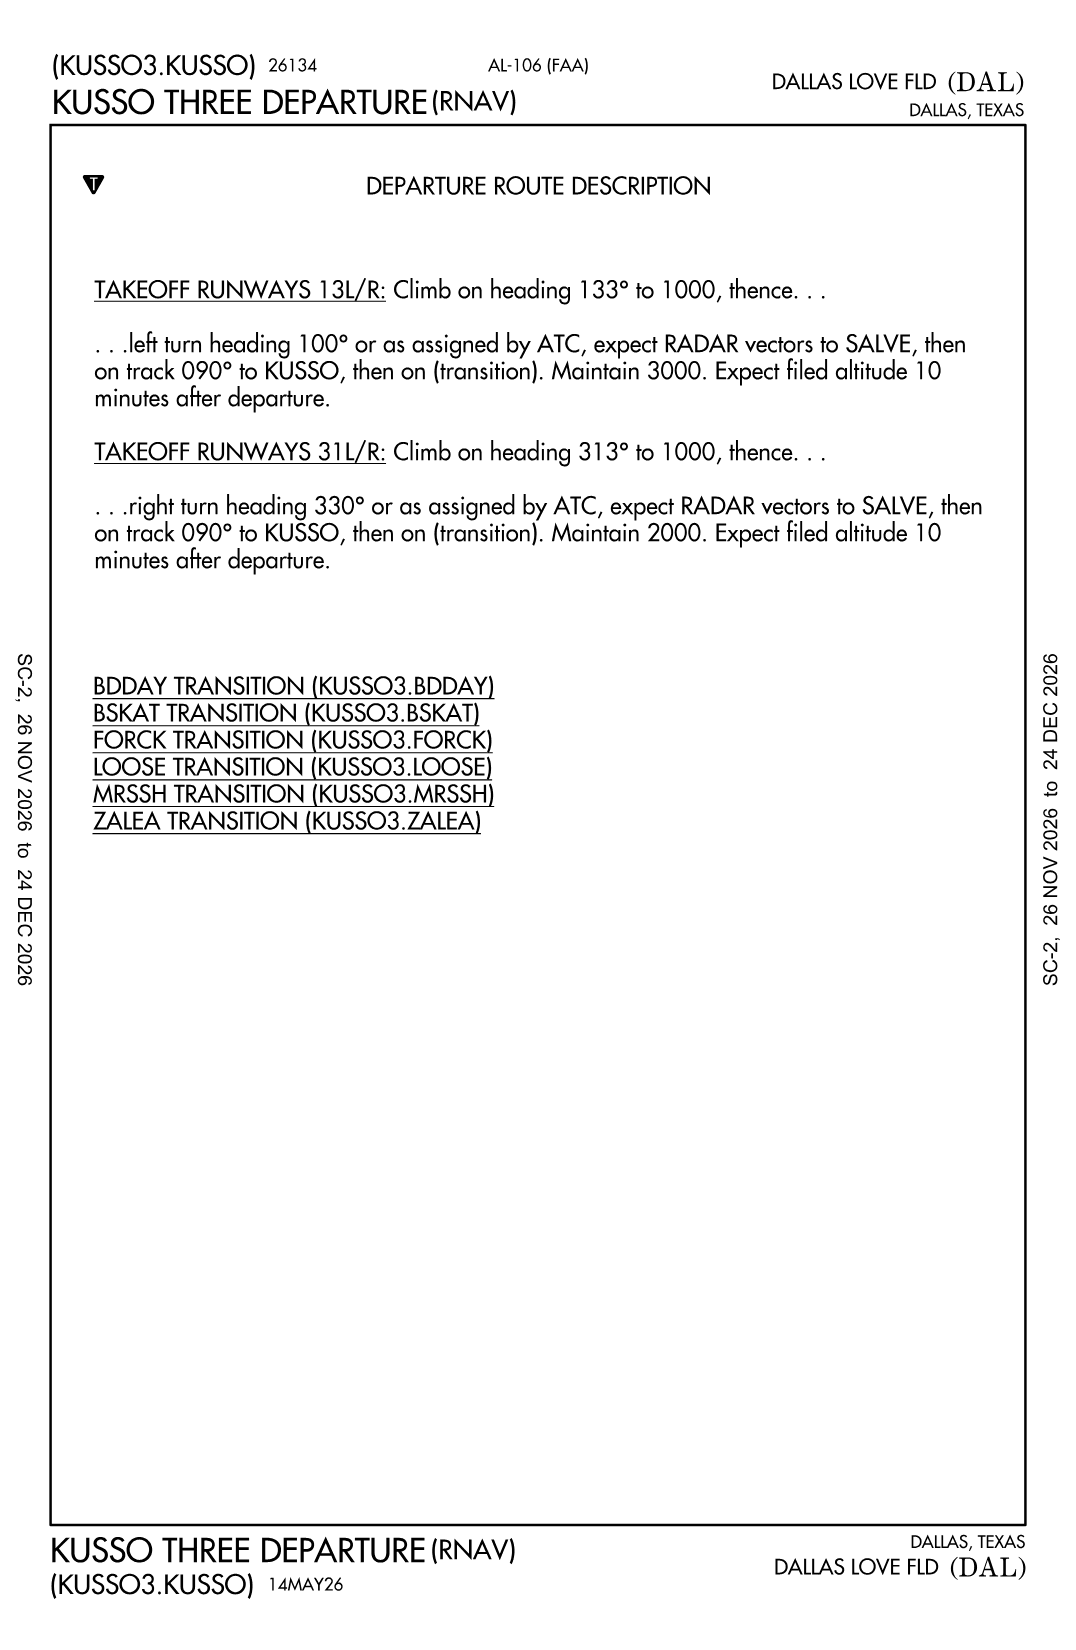 (KUSSO3.KUSSO) 26134
AL-106 (FAA)
KUSSO THREE DEPARTURE (RNAV)
DALLAS LOVE FLD (DAL)
DALLAS, TEXAS
T
DEPARTURE ROUTE DESCRIPTION
TAKEOFF RUNWAYS 13L/R: Climb on heading 133° to 1000, thence. . .
. . .left turn heading 100° or as assigned by ATC, expect RADAR vectors to SALVE, then
on track 090° to KUSSO, then on (transition). Maintain 3000. Expect filed altitude 10
minutes after departure.
TAKEOFF RUNWAYS 31L/R: Climb on heading 313° to 1000, thence. . .
. . .right turn heading 330° or as assigned by ATC, expect RADAR vectors to SALVE, then
on track 090° to KUSSO, then on (transition). Maintain 2000. Expect filed altitude 10
minutes after departure.
BDDAY TRANSITION (KUSSO3.BDDAY)
BSKAT TRANSITION (KUSSO3.BSKAT)
FORCK TRANSITION (KUSSO3.FORCK)
LOOSE TRANSITION (KUSSO3.LOOSE)
MRSSH TRANSITION (KUSSO3.MRSSH)
ZALEA TRANSITION (KUSSO3.ZALEA)
SC-2, 26 NOV 2026 to 24 DEC 2026
SC-2, 26 NOV 2026 to 24 DEC 2026
KUSSO THREE DEPARTURE (RNAV)
(KUSSO3.KUSSO) 14MAY26
DALLAS, TEXAS
DALLAS LOVE FLD (DAL)